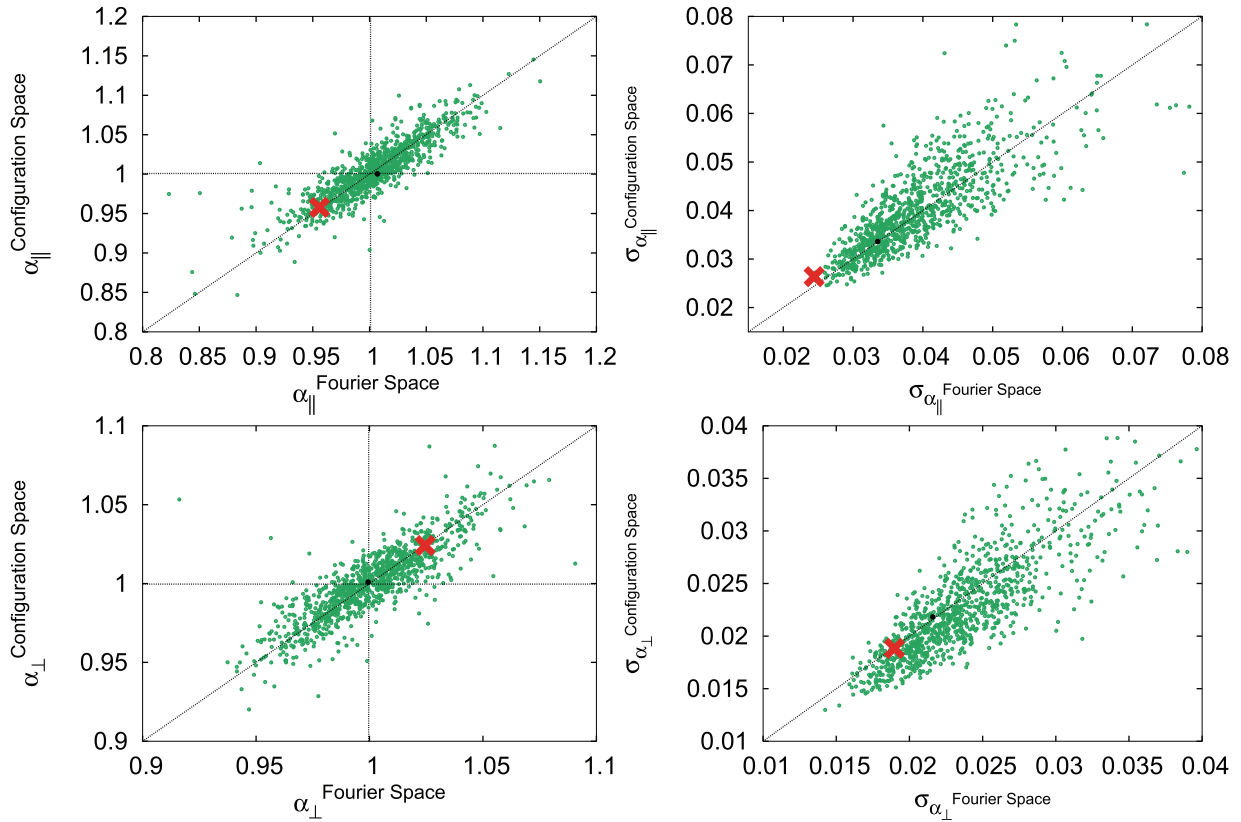 1.2
1.15
1.1
1.05
1
0.95
0.9
0.85
0.8
0.8 0.85 0.9 0.95 1 1.05 1.1 1.15 1.2
α∥ Configuration Space
α∥ Fourier Space
0.08
0.07
0.06
0.05
0.04
0.03
0.02
0.02 0.03 0.04 0.05 0.06 0.07 0.08
σα∥ Configuration Space
σα∥ Fourier Space
1.1
1.05
1
0.95
0.9
0.9 0.95 1 1.05 1.1
α⊥ Configuration Space
α⊥ Fourier Space
0.04
0.035
0.03
0.025
0.02
0.015
0.01
0.01 0.015 0.02 0.025 0.03 0.035 0.04
σα⊥ Configuration Space
σα⊥ Fourier Space